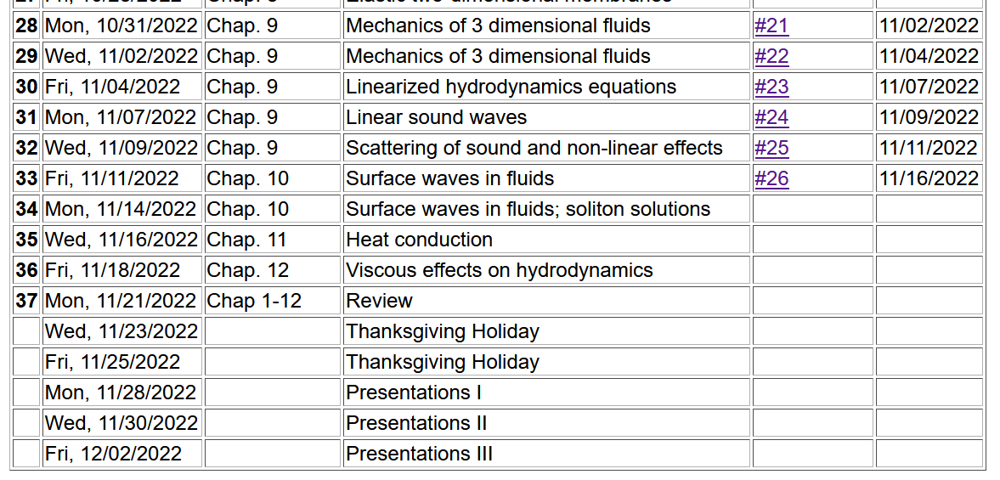 28 Mon, 10/31/2022 Chap. 9 Mechanics of 3 dimensional fluids #21 11/02/2022
29 Wed, 11/02/2022 Chap. 9 Mechanics of 3 dimensional fluids #22 11/04/2022
30 Fri, 11/04/2022 Chap. 9 Linearized hydrodynamics equations #23 11/07/2022
31 Mon, 11/07/2022 Chap. 9 Linear sound waves #24 11/09/2022
32 Wed, 11/09/2022 Chap. 9 Scattering of sound and non-linear effects #25 11/11/2022
33 Fri, 11/11/2022 Chap. 10 Surface waves in fluids #26 11/16/2022
34 Mon, 11/14/2022 Chap. 10 Surface waves in fluids; soliton solutions
35 Wed, 11/16/2022 Chap. 11 Heat conduction
36 Fri, 11/18/2022 Chap. 12 Viscous effects on hydrodynamics
37 Mon, 11/21/2022 Chap 1-12 Review
Wed, 11/23/2022 Thanksgiving Holiday
Fri, 11/25/2022 Thanksgiving Holiday
Mon, 11/28/2022 Presentations I
Wed, 11/30/2022 Presentations II
Fri, 12/02/2022 Presentations III